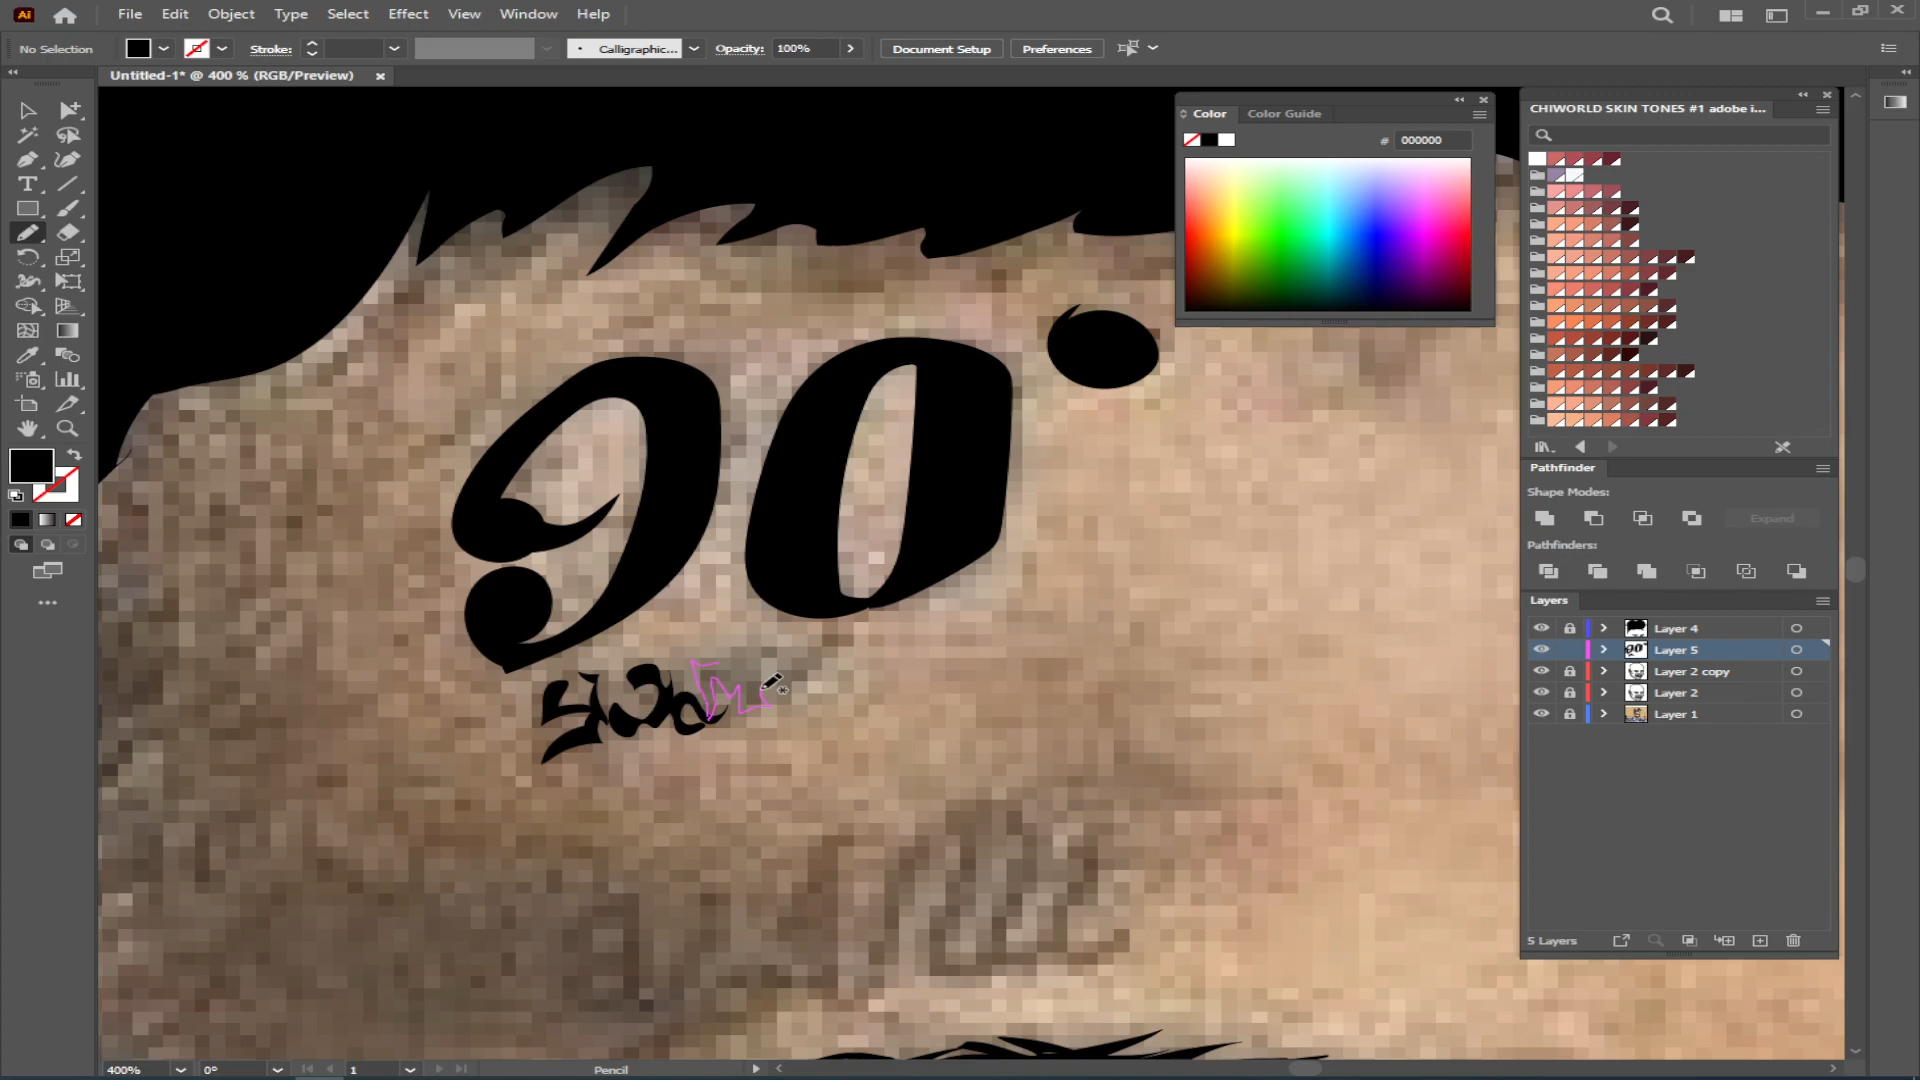 Ai
File Edit Select Object Type Select Effect View Window Help
No Selection
Stroke:
Calligraphic...
Opacity: 100%
Document Setup
Preferences
Untitled-1* @ 400 % (RGB/Preview)
Color
Color Guide
# 000000
CHIWORLD SKIN TONES #1 adobe i...
90°
Pathfinder
Shape Modes:
Expand
Pathfinders:
Layers
Layer 4
Layer 5
Layer 2 copy
Layer 2
Layer 1
5 Layers
400%
0°
1
Pencil